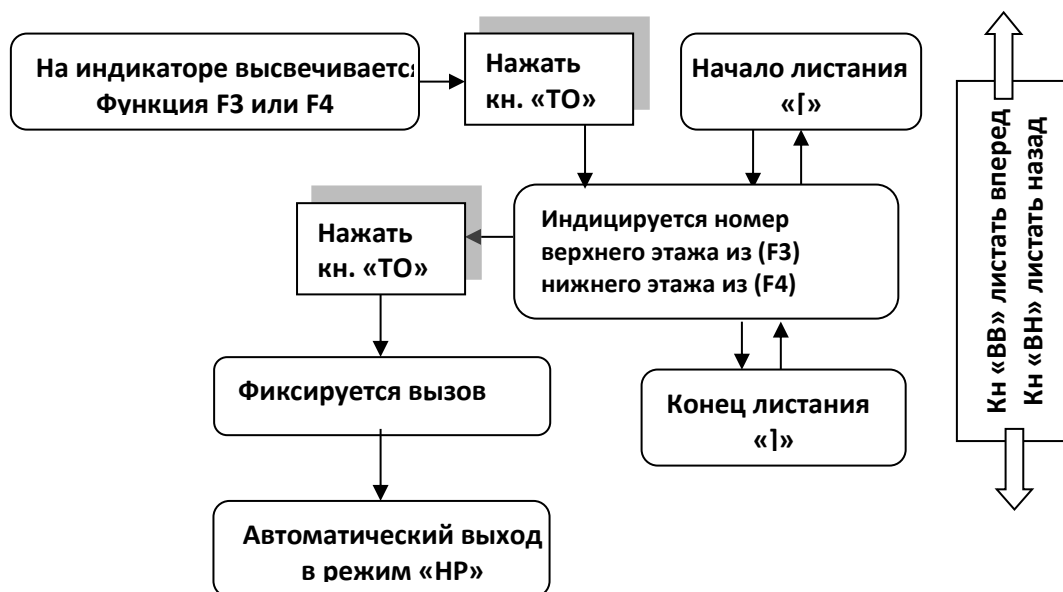 На индикаторе высвечивается
Функция F3 или F4
Нажать
кн. «ТО»
Начало листания
«⌈»
Индицируется номер
верхнего этажа из (F3)
нижнего этажа из (F4)
Нажать
кн. «ТО»
Фиксируется вызов
Конец листания
«⌉»
Автоматический выход
в режим «НР»
Кн «ВВ» листать вперед
Кн «ВН» листать назад